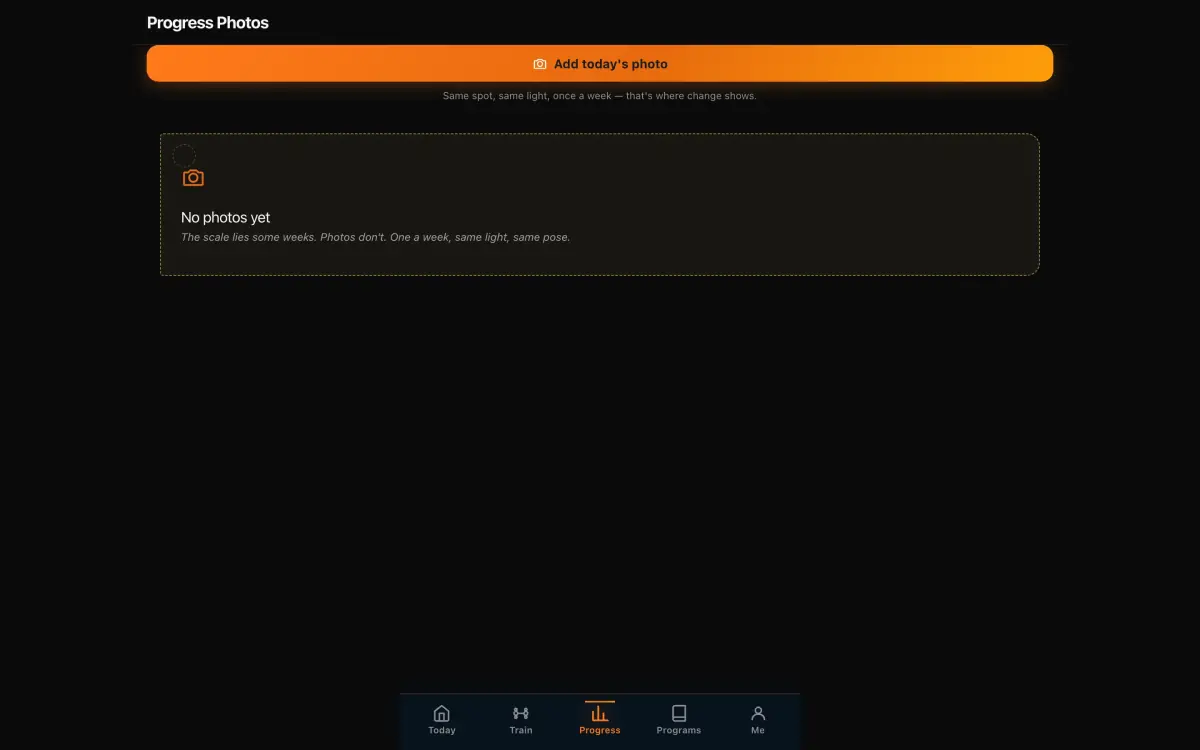 Progress Photos
Add today's photo
Same spot, same light, once a week — that's where change shows.
No photos yet
The scale lies some weeks. Photos don't. One a week, same light, same pose.
Today
Train
Progress
Programs
Me